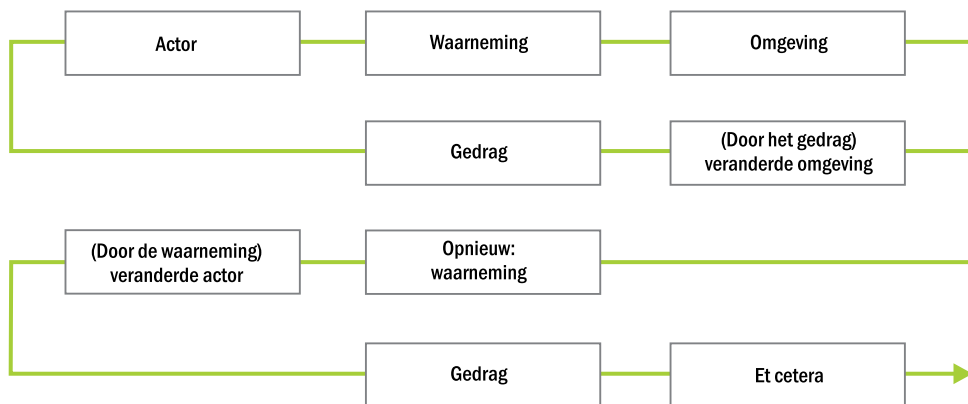 Actor
Waarneming
Omgeving
Gedrag
(Door het gedrag)
veranderde omgeving
(Door de waarneming)
veranderde actor
Opnieuw:
waarneming
Gedrag
Et cetera